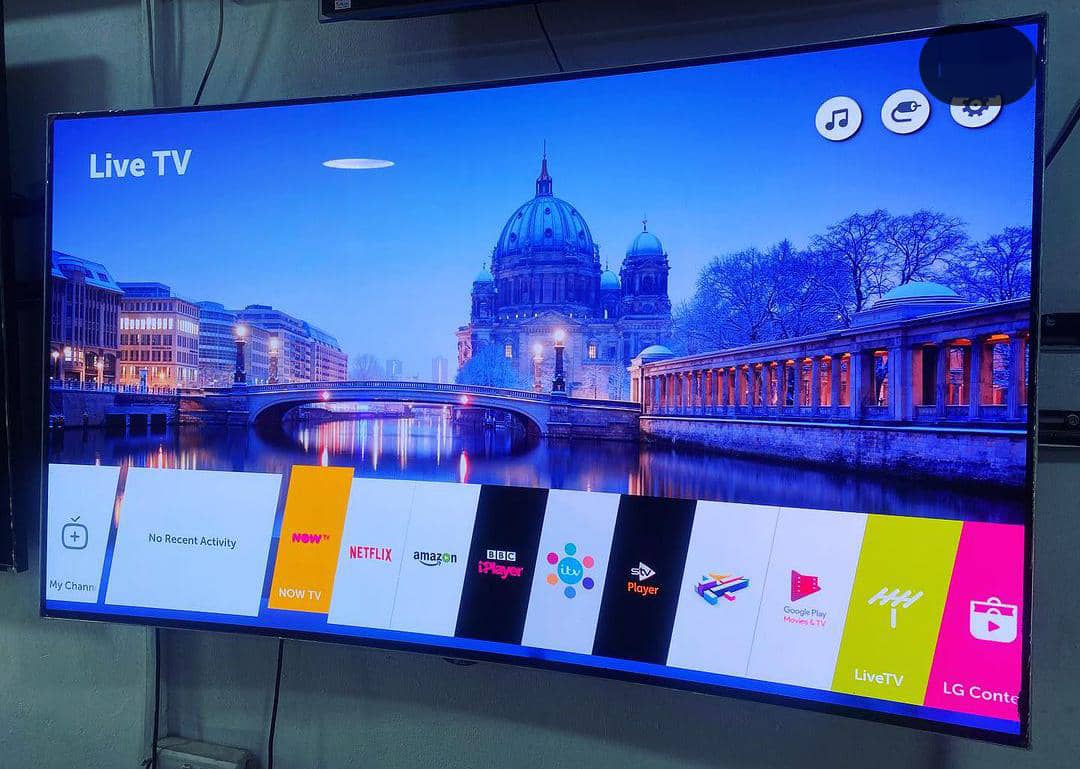 Live TV
My Chann
No Recent Activity
NOW TV
NOW TV
NETFLIX
amazon
BBC
iPlayer
itv
stv
Player
Google Play
Movies & TV
LiveTV
LG Conte